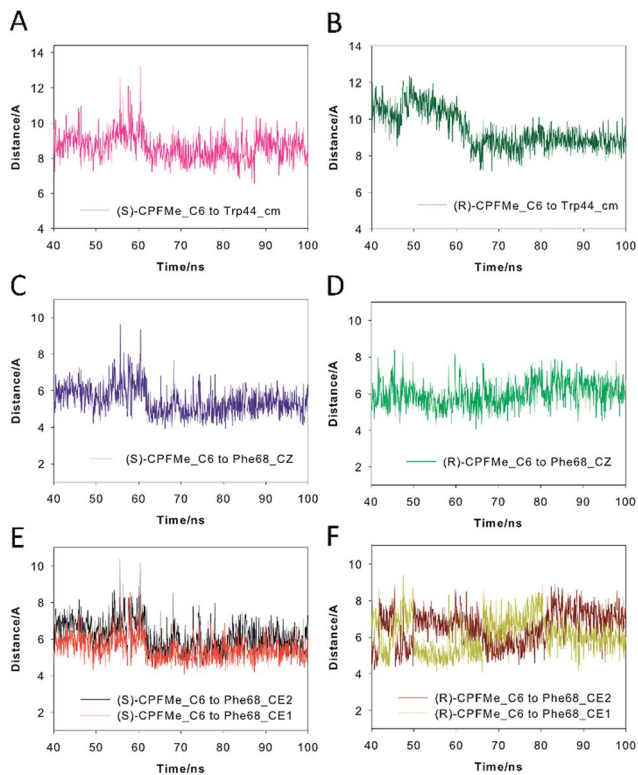 A
14
12
10
8
6
4
2
Distance/A
(S)-CPFMe_C6 to Trp44_cm
40 50 60 70 80 90 100
Time/ns
B
14
12
10
8
6
4
2
Distance/A
(R)-CPFMe_C6 to Trp44_cm
40 50 60 70 80 90 100
Time/ns
C
10
8
6
4
2
Distance/A
(S)-CPFMe_C6 to Phe68_CZ
40 50 60 70 80 90 100
Time/ns
D
10
8
6
4
2
Distance/A
(R)-CPFMe_C6 to Phe68_CZ
40 50 60 70 80 90 100
Time/ns
E
10
8
6
4
2
Distance/A
(S)-CPFMe_C6 to Phe68_CE2
(S)-CPFMe_C6 to Phe68_CE1
40 50 60 70 80 90 100
Time/ns
F
10
8
6
4
2
Distance/A
(R)-CPFMe_C6 to Phe68_CE2
(R)-CPFMe_C6 to Phe68_CE1
40 50 60 70 80 90 100
Time/ns